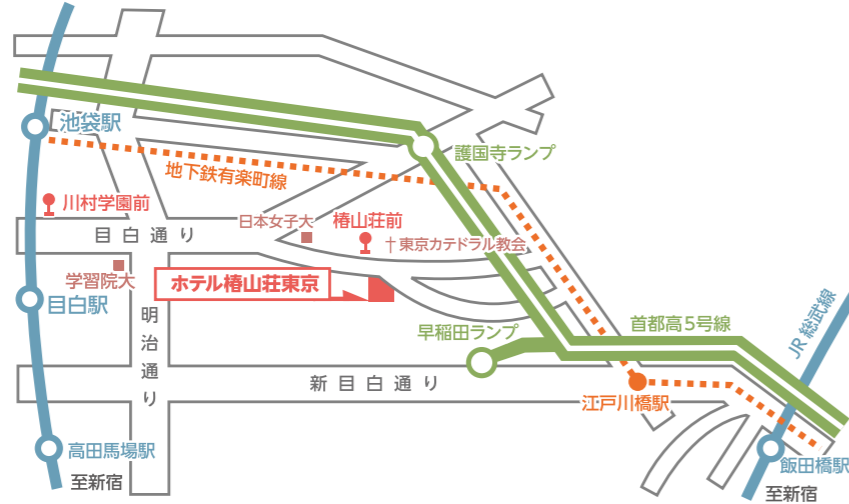 池袋駅
護国寺ランプ
地下鉄有楽町線
川村学園前
日本女子大
椿山荘前
目白通り
†東京カテドラル教会
学習院大
ホテル椿山荘東京
目白駅
明治通り
早稲田ランプ
首都高5号線
JR総武線
新目白通り
江戸川橋駅
高田馬場駅
飯田橋駅
至新宿
至新宿